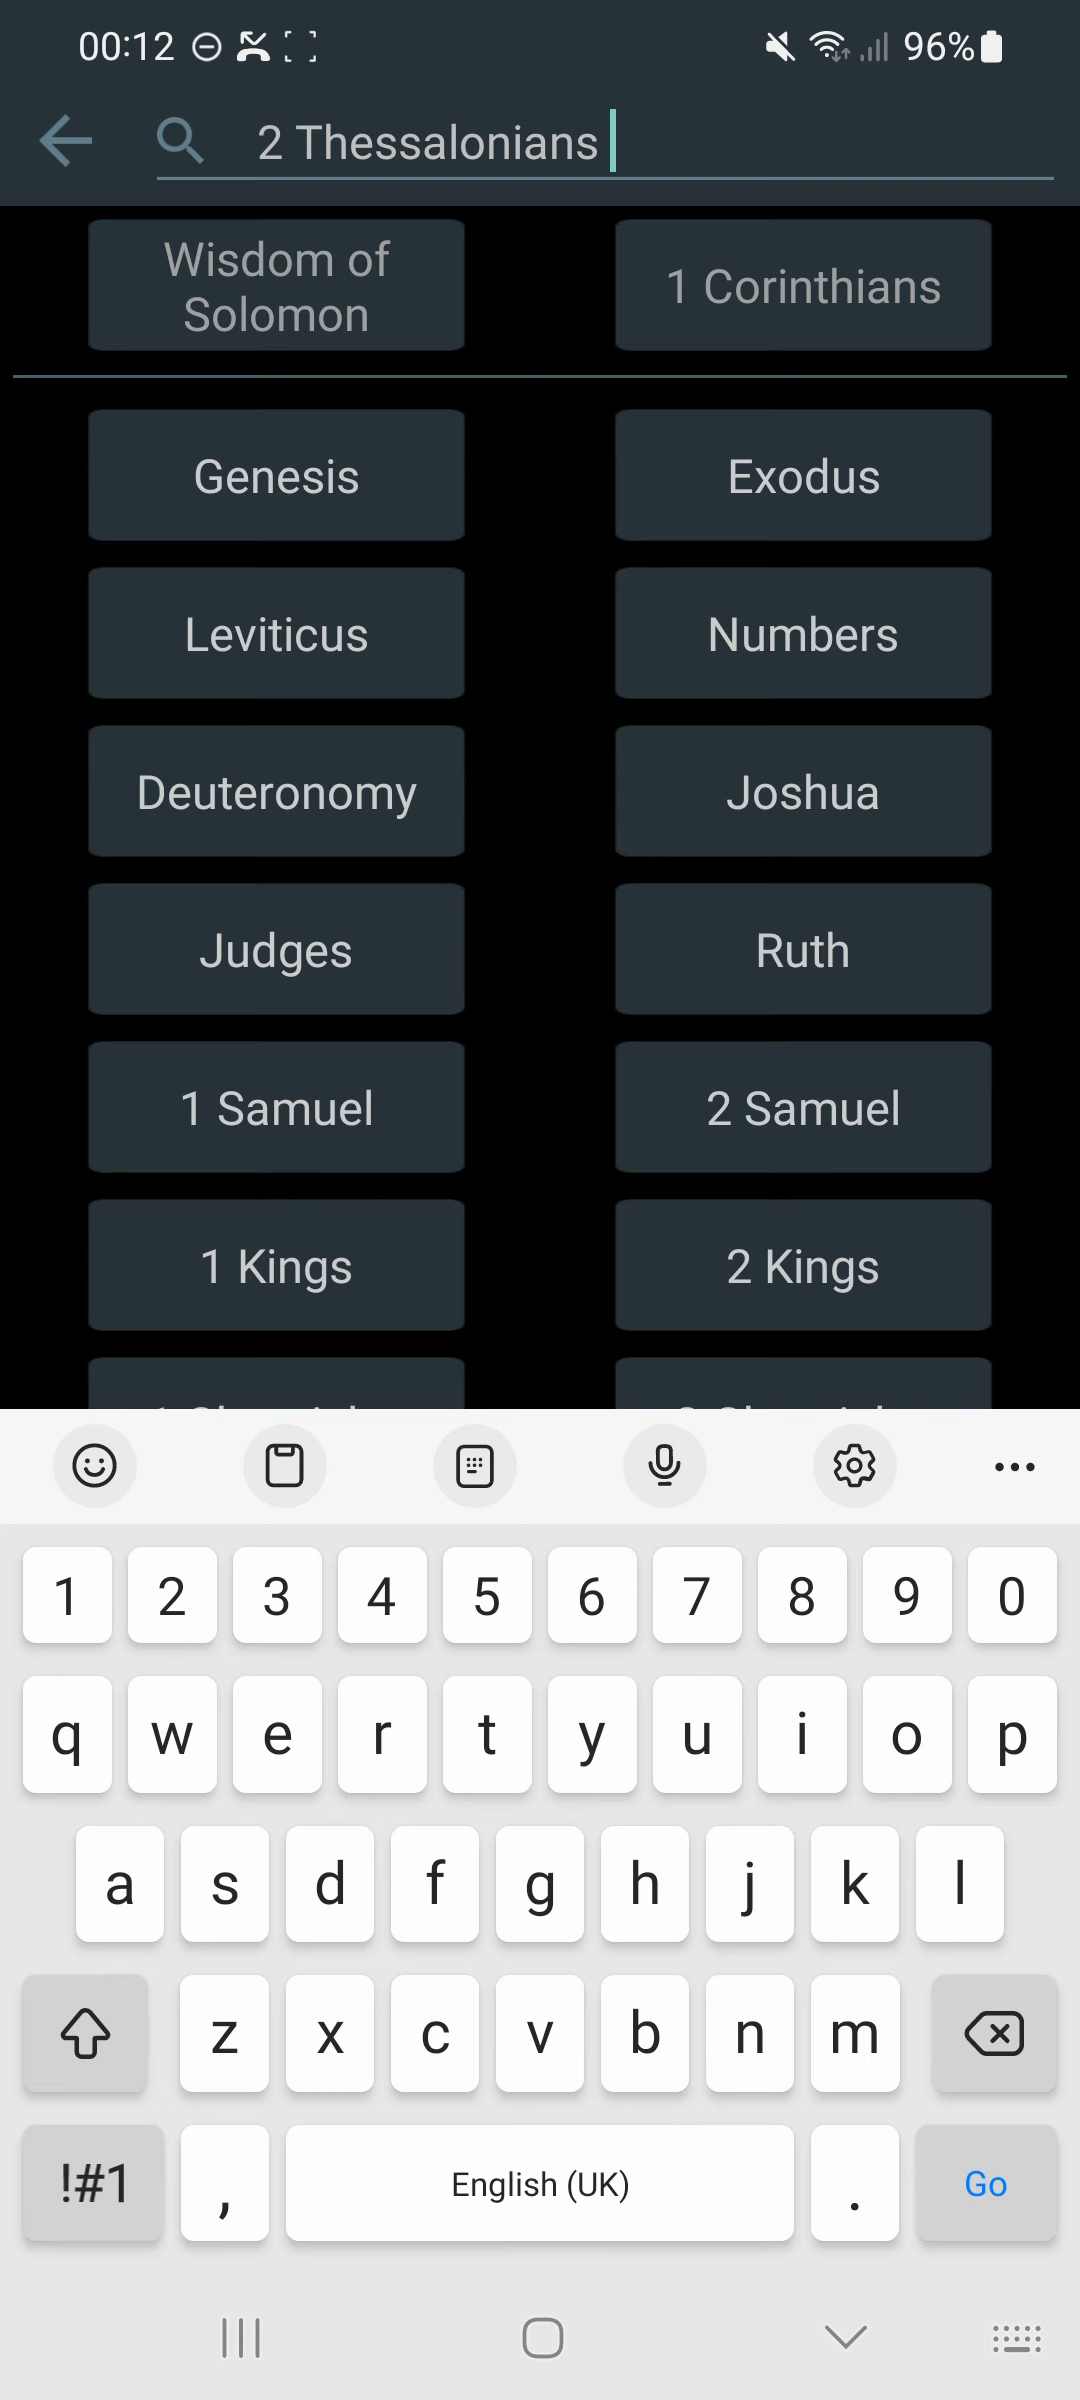 00:12
96%
2 Thessalonians
Wisdom of
Solomon
1 Corinthians
Genesis
Exodus
Leviticus
Numbers
Deuteronomy
Joshua
Judges
Ruth
1 Samuel
2 Samuel
1 Kings
2 Kings
1 2 3 4 5 6 7 8 9 0
q w e r t y u i o p
a s d f g h j k l
z x c v b n m
!#1 , English (UK) . Go